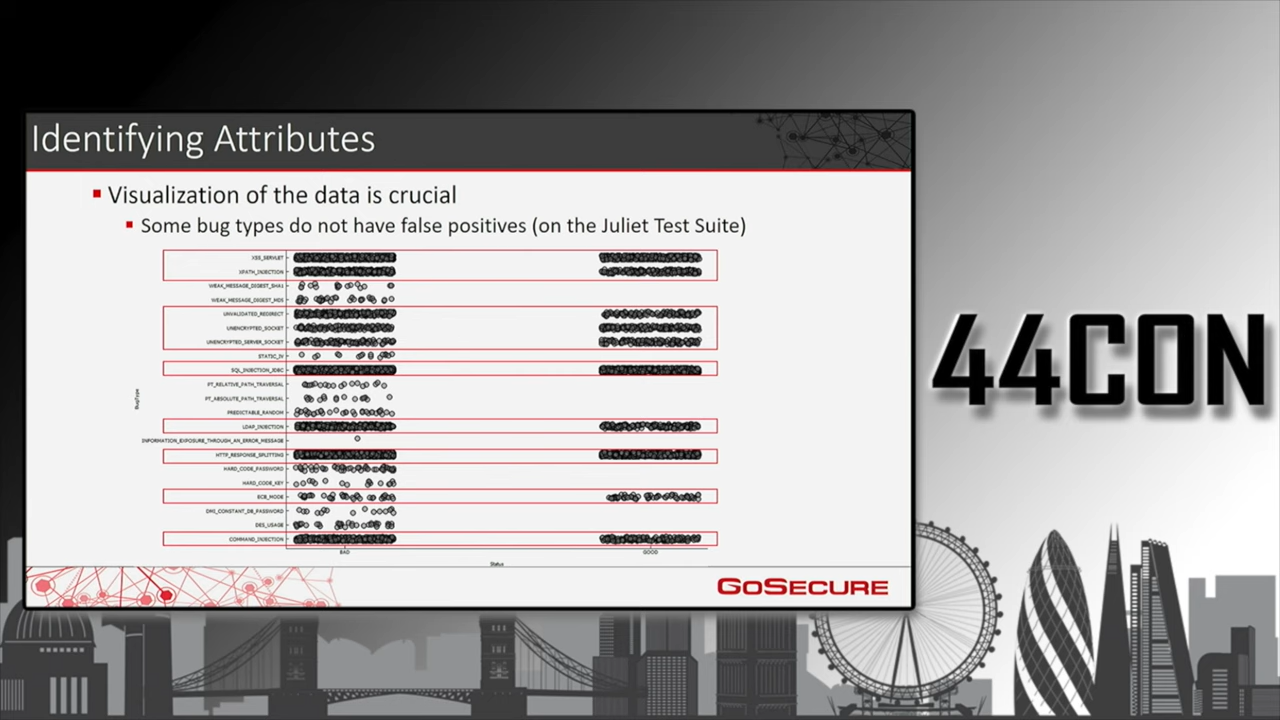 Identifying Attributes
Visualization of the data is crucial
Some bug types do not have false positives (on the Juliet Test Suite)
XSS_SERVLET
XPATH_INJECTION
WEAK_MESSAGE_DIGEST_SHA1
WEAK_MESSAGE_DIGEST_MD5
UNVALIDATED_REDIRECT
UNENCRYPTED_SOCKET
UNENCRYPTED_SERVER_SOCKET
STATIC_IV
SQL_INJECTION_JDBC
PT_RELATIVE_PATH_TRAVERSAL
PT_ABSOLUTE_PATH_TRAVERSAL
PREDICTABLE_RANDOM
LDAP_INJECTION
INFORMATION_EXPOSURE_THROUGH_AN_ERROR_MESSAGE
HTTP_RESPONSE_SPLITTING
HARD_CODE_PASSWORD
HARD_CODE_KEY
ECB_MODE
DMI_CONSTANT_DB_PASSWORD
DES_USAGE
COMMAND_INJECTION
BugType
BAD
GOOD
Status
GOSECURE
44CON